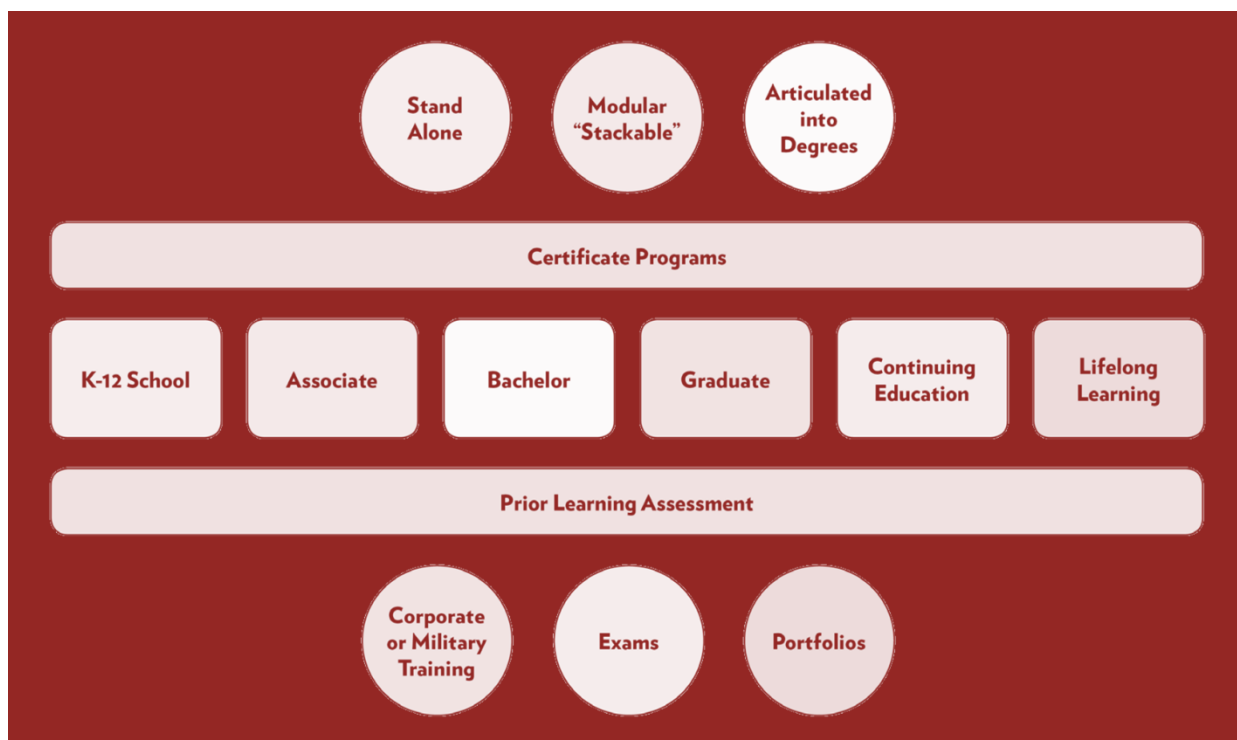 Stand
Alone
Modular
“Stackable”
Articulated
into
Degrees
Certificate Programs
K-12 School
Associate
Bachelor
Graduate
Continuing
Education
Lifelong
Learning
Prior Learning Assessment
Corporate
or Military
Training
Exams
Portfolios